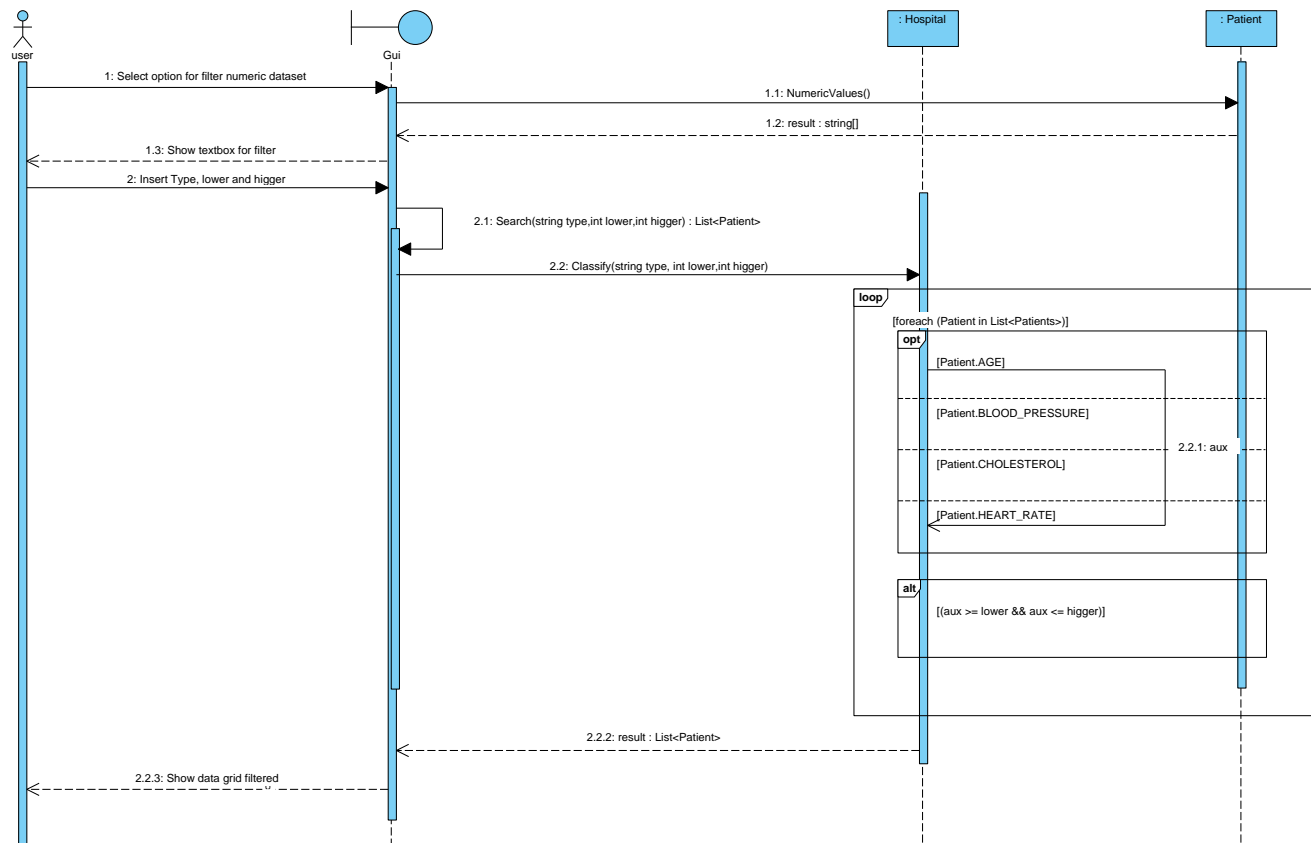 : Hospital
: Patient
user
Gui
1: Select option for filter numeric dataset
1.1: NumericValues()
1.2: result : string[]
1.3: Show textbox for filter
2: Insert Type, lower and higger
2.1: Search(string type,int lower,int higger) : List<Patient>
2.2: Classify(string type, int lower,int higger)
loop
[foreach (Patient in List<Patients>)]
opt
[Patient.AGE]
[Patient.BLOOD_PRESSURE]
2.2.1: aux
[Patient.CHOLESTEROL]
[Patient.HEART_RATE]
alt
[(aux >= lower && aux <= higger)]
2.2.2: result : List<Patient>
2.2.3: Show data grid filtered